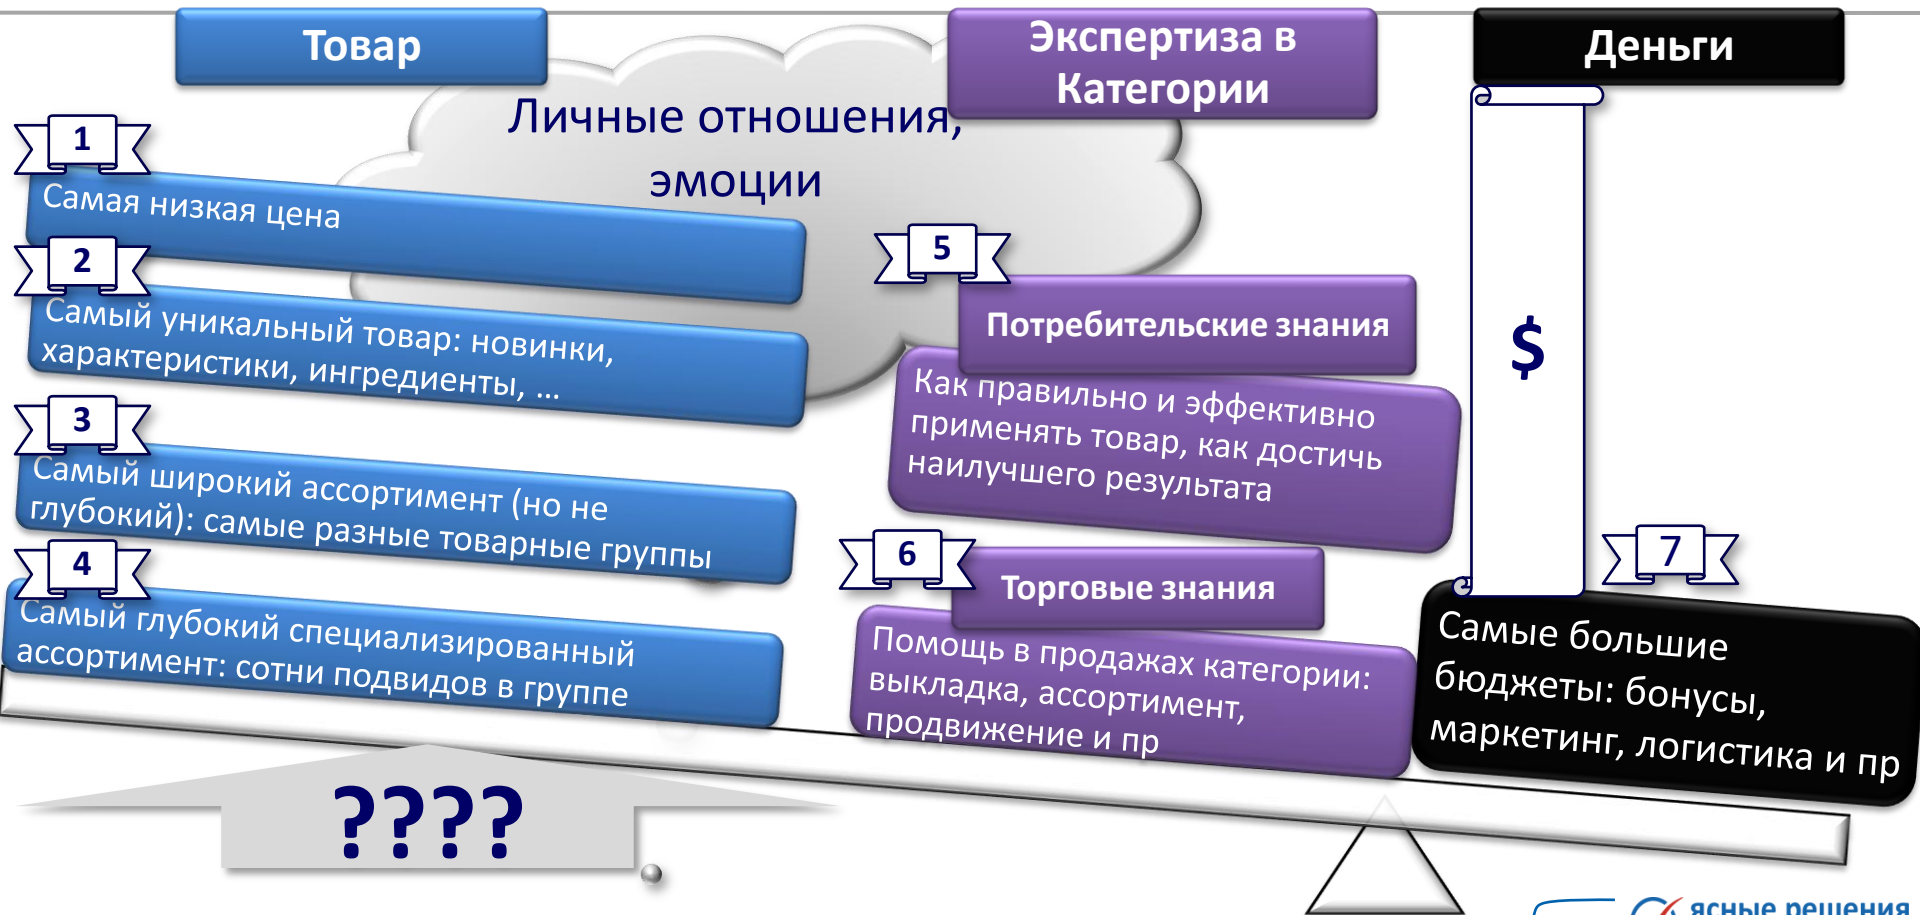 Товар
Личные отношения,
эмоции
1
Самая низкая цена
2
Самый уникальный товар: новинки,
характеристики, ингредиенты, ...
3
Самый широкий ассортимент (но не
глубокий): самые разные товарные группы
4
Самый глубокий специализированный
ассортимент: сотни подвидов в группе
????
Экспертиза в
Категории
5
Потребительские знания
Как правильно и эффективно
применять товар, как достичь
наилучшего результата
6
Торговые знания
Помощь в продажах категории:
выкладка, ассортимент,
продвижение и пр
Деньги
$
7
Самые большие
бюджеты: бонусы,
маркетинг, логистика и пр
ясные решения